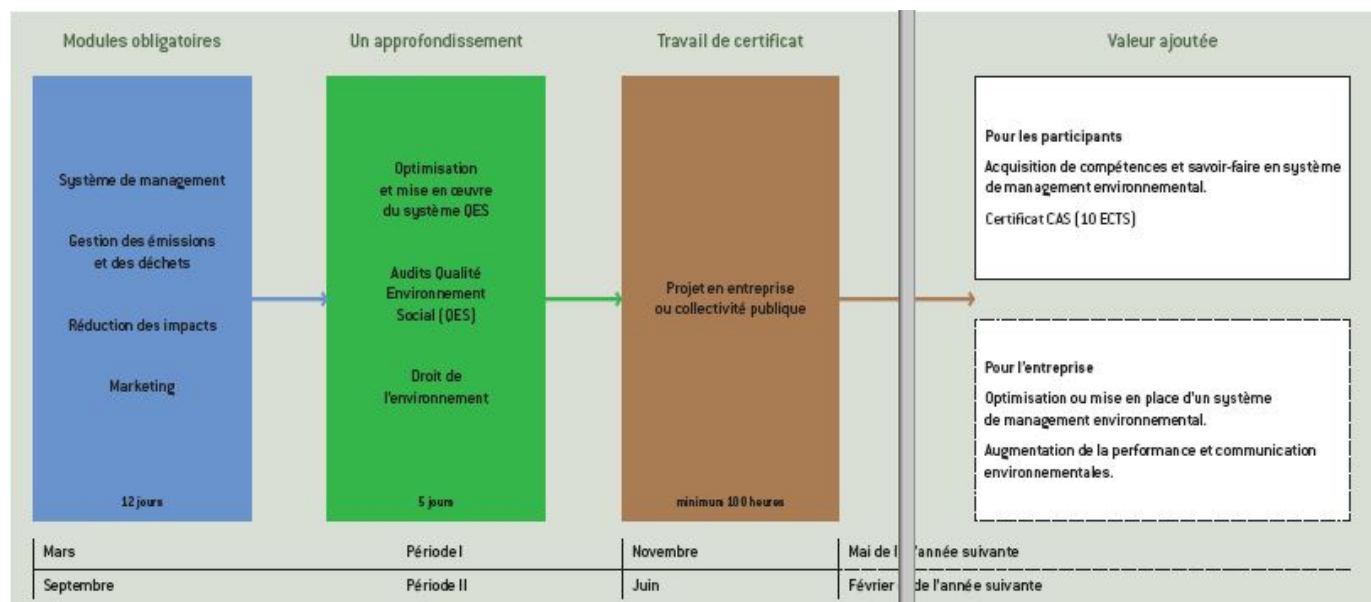 Modules obligatoires
Un approfondissement
Travail de certificat
Valeur ajoutée
Système de management
Gestion des émissions
et des déchets
Réduction des impacts
Marketing
12 jours
Optimisation
et mise en œuvre
du système QES
Audits Qualité
Environnement
Social (QES)
Droit de
l'environnement
5 jours
Projet en entreprise
ou collectivité publique
minimum 100 heures
Pour les participants
Acquisition de compétences et savoir-faire en système
de management environnemental.
Certificat CAS (10 ECTS)
Pour l'entreprise
Optimisation ou mise en place d'un système
de management environnemental.
Augmentation de la performance et communication
environnementales.
Mars
Période I
Novembre
Mai de l'année suivante
Septembre
Période II
Juin
Février de l'année suivante